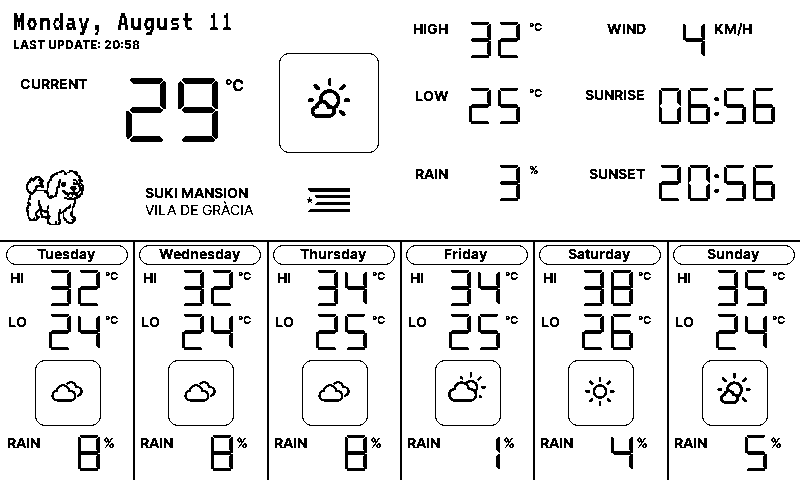 Monday, August 11
LAST UPDATE: 20:58
CURRENT 29 °C
HIGH 32 °C
WIND 4 KM/H
LOW 25 °C
SUNRISE 06:56
RAIN 3 %
SUNSET 20:56
SUKI MANSION
VILA DE GRÀCIA
Tuesday
HI 32 °C
LO 24 °C
RAIN 8 %
Wednesday
HI 32 °C
LO 24 °C
RAIN 8 %
Thursday
HI 34 °C
LO 25 °C
RAIN 8 %
Friday
HI 34 °C
LO 25 °C
RAIN 1 %
Saturday
HI 38 °C
LO 26 °C
RAIN 4 %
Sunday
HI 35 °C
LO 24 °C
RAIN 5 %